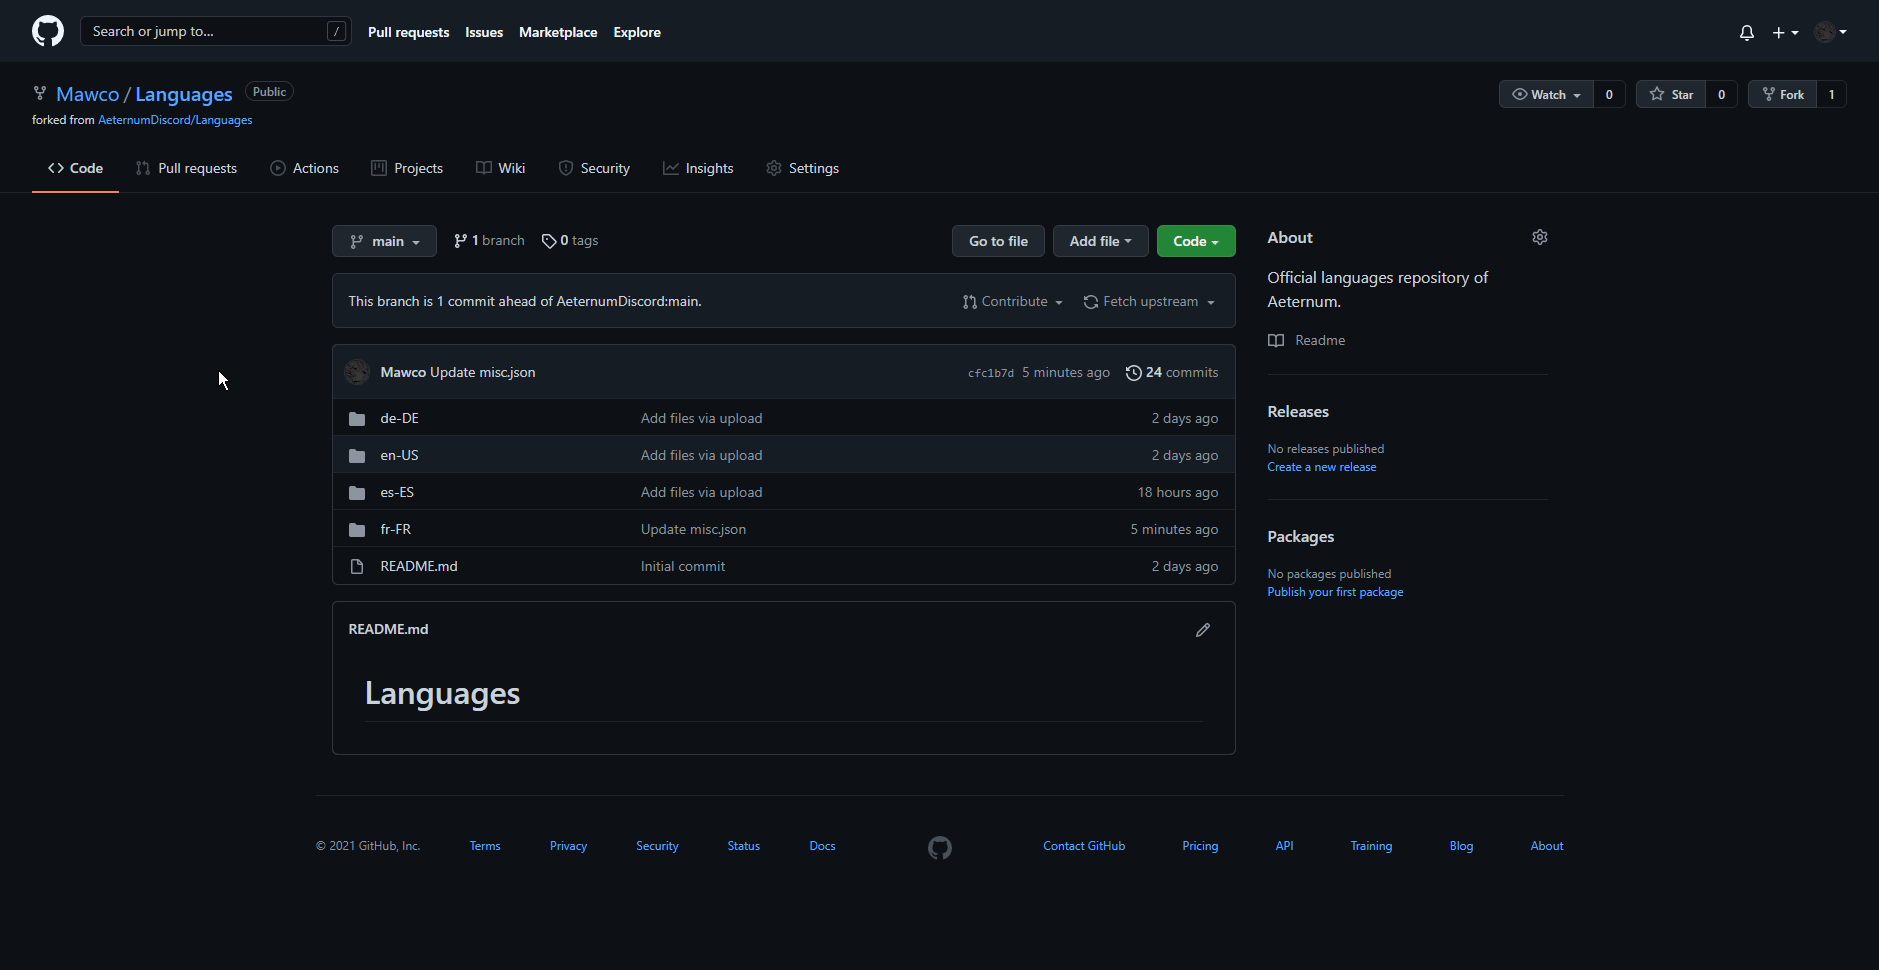 Search or jump to... / Pull requests Issues Marketplace Explore
Mawco / Languages Public Watch 0 Star 0 Fork 1
forked from AeternumDiscord/Languages
Code Pull requests Actions Projects Wiki Security Insights Settings
main 1 branch 0 tags Go to file Add file Code
This branch is 1 commit ahead of AeternumDiscord:main. Contribute Fetch upstream
Mawco Update misc.json cfc1b7d 5 minutes ago 24 commits
de-DE Add files via upload 2 days ago
en-US Add files via upload 2 days ago
es-ES Add files via upload 18 hours ago
fr-FR Update misc.json 5 minutes ago
README.md Initial commit 2 days ago
README.md
Languages
About
Official languages repository of
Aeternum.
Readme
Releases
No releases published
Create a new release
Packages
No packages published
Publish your first package
© 2021 GitHub, Inc. Terms Privacy Security Status Docs Contact GitHub Pricing API Training Blog About